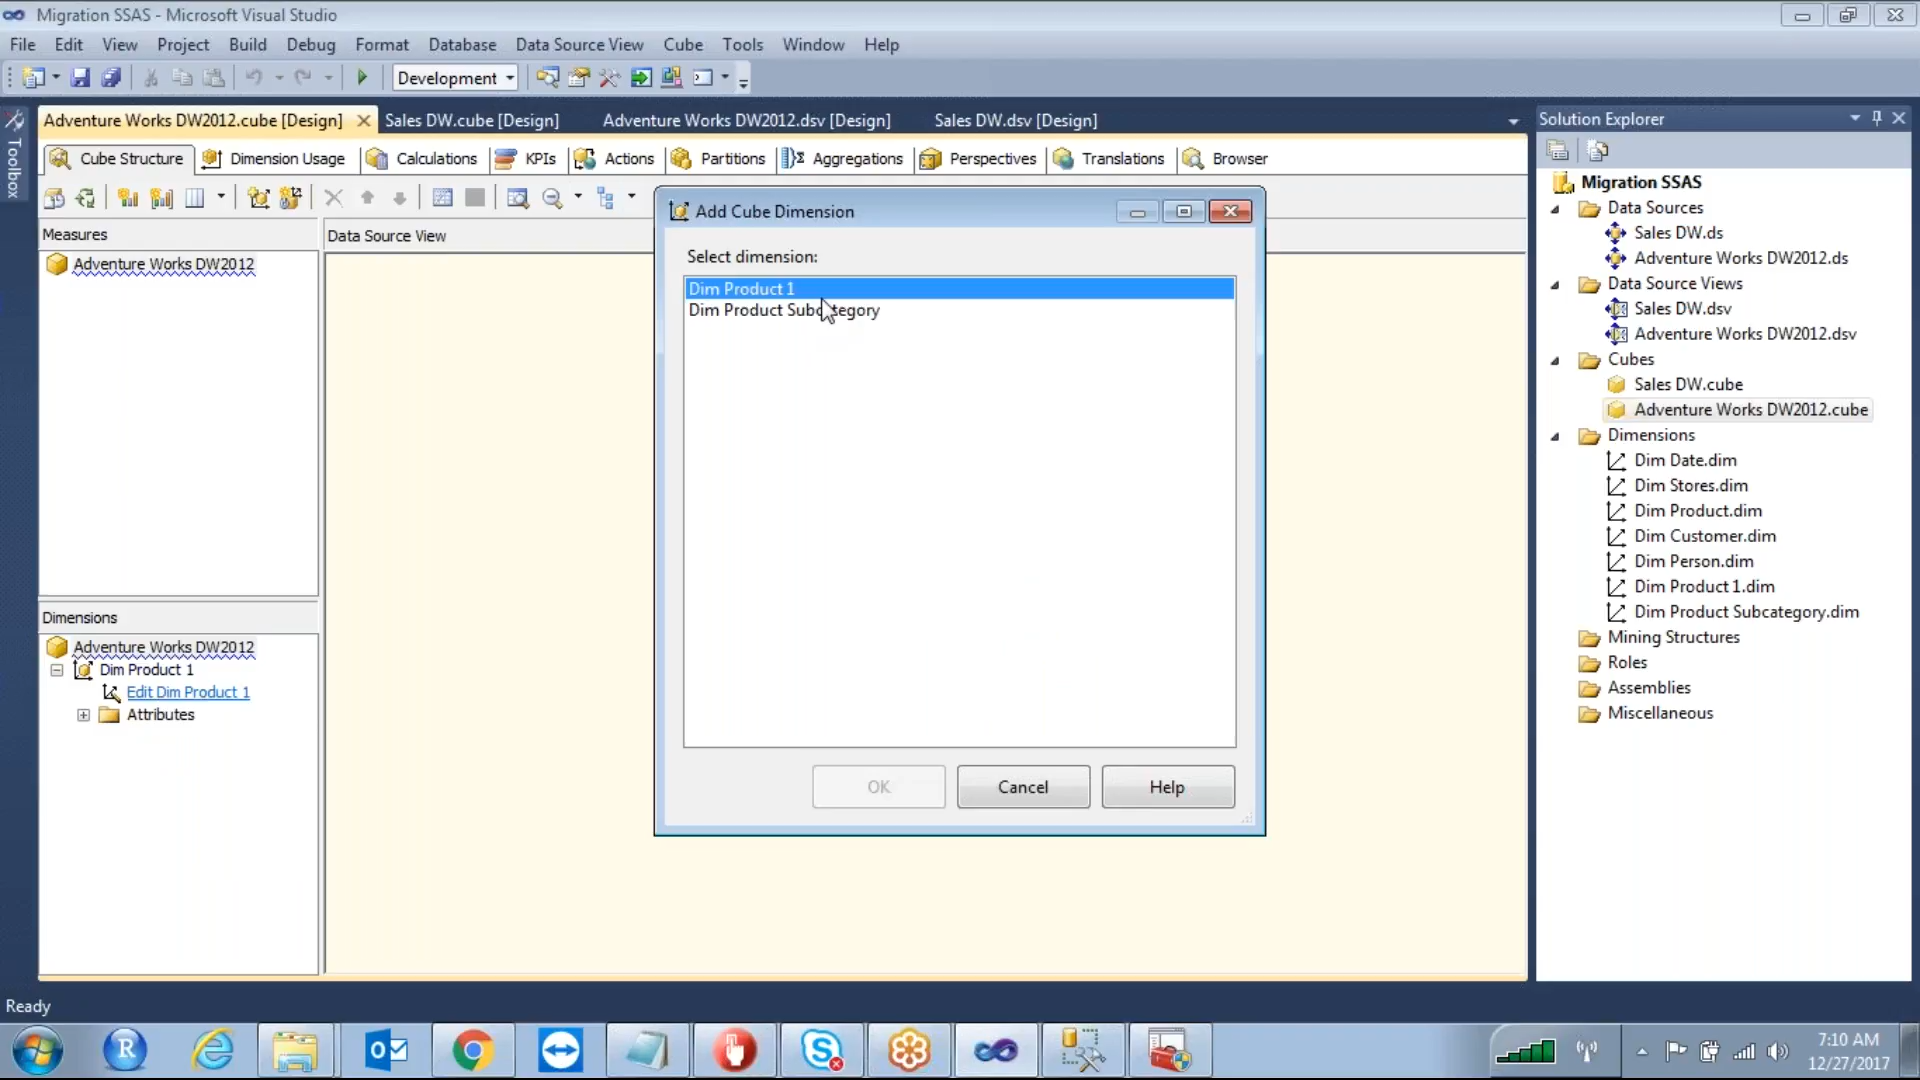 Migration SSAS - Microsoft Visual Studio
File Edit View Project Build Debug Format Database Data Source View Cube Tools Window Help
Development
Adventure Works DW2012.cube [Design] Sales DW.cube [Design] Adventure Works DW2012.dsv [Design] Sales DW.dsv [Design]
Toolbox
Cube Structure Dimension Usage Calculations KPIs Actions Partitions Aggregations Perspectives Translations Browser
Measures
Adventure Works DW2012
Dimensions
Adventure Works DW2012
Dim Product 1
Edit Dim Product 1
Attributes
Data Source View
Add Cube Dimension
Select dimension:
Dim Product 1
Dim Product Subcategory
OK Cancel Help
Solution Explorer
Migration SSAS
Data Sources
Sales DW.ds
Adventure Works DW2012.ds
Data Source Views
Sales DW.dsv
Adventure Works DW2012.dsv
Cubes
Sales DW.cube
Adventure Works DW2012.cube
Dimensions
Dim Date.dim
Dim Stores.dim
Dim Product.dim
Dim Customer.dim
Dim Person.dim
Dim Product 1.dim
Dim Product Subcategory.dim
Mining Structures
Roles
Assemblies
Miscellaneous
Ready
7:10 AM
12/27/2017